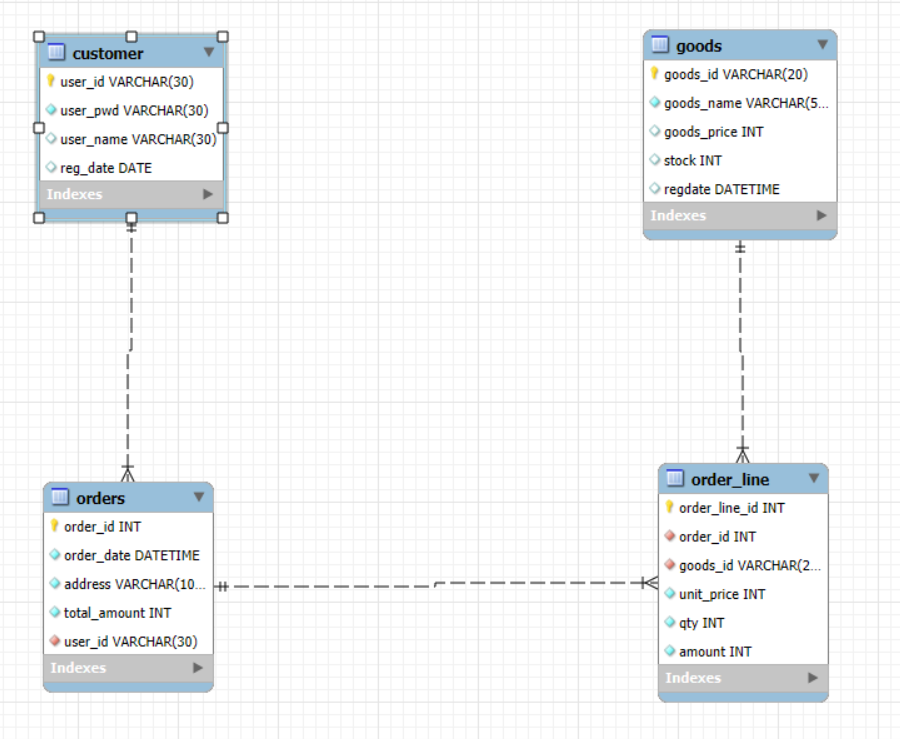 customer
user_id VARCHAR(30)
user_pwd VARCHAR(30)
user_name VARCHAR(30)
reg_date DATE
Indexes
goods
goods_id VARCHAR(20)
goods_name VARCHAR(5...
goods_price INT
stock INT
regdate DATETIME
Indexes
orders
order_id INT
order_date DATETIME
address VARCHAR(10...
total_amount INT
user_id VARCHAR(30)
Indexes
order_line
order_line_id INT
order_id INT
goods_id VARCHAR(2...
unit_price INT
qty INT
amount INT
Indexes